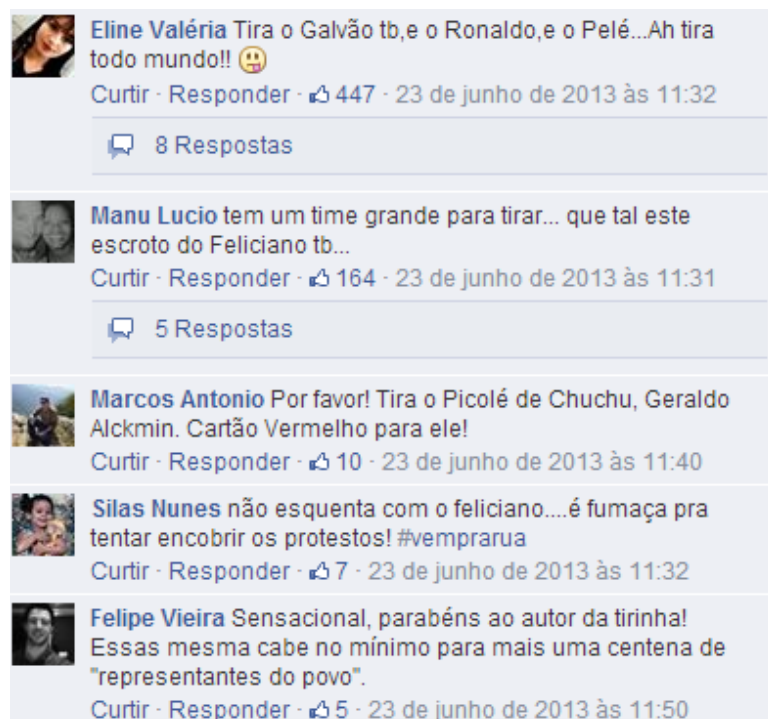 Eline Valéria Tira o Galvão tb,e o Ronaldo,e o Pelé...Ah tira
todo mundo!!
Curtir · Responder · 447 · 23 de junho de 2013 às 11:32
8 Respostas
Manu Lucio tem um time grande para tirar... que tal este
escroto do Feliciano tb...
Curtir · Responder · 164 · 23 de junho de 2013 às 11:31
5 Respostas
Marcos Antonio Por favor! Tira o Picolé de Chuchu, Geraldo
Alckmin. Cartão Vermelho para ele!
Curtir · Responder · 10 · 23 de junho de 2013 às 11:40
Silas Nunes não esquenta com o feliciano....é fumaça pra
tentar encobrir os protestos! #vemprarua
Curtir · Responder · 7 · 23 de junho de 2013 às 11:32
Felipe Vieira Sensacional, parabéns ao autor da tirinha!
Essas mesma cabe no mínimo para mais uma centena de
"representantes do povo".
Curtir · Responder · 5 · 23 de junho de 2013 às 11:50